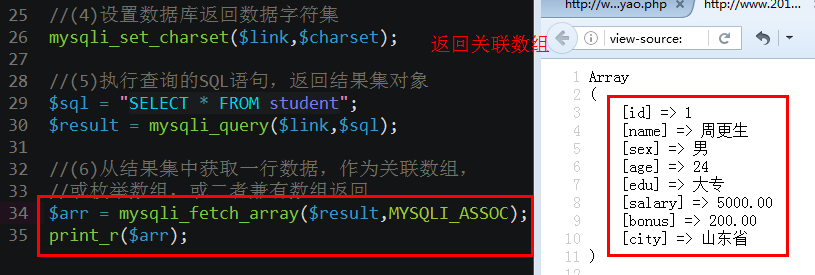 25 //(4)设置数据库返回数据字符集
26 mysqli_set_charset($link,$charset);
27
28 //(5)执行查询的SQL语句，返回结果集对象
29 $sql = "SELECT * FROM student";
30 $result = mysqli_query($link,$sql);
31
32 //(6)从结果集中获取一行数据，作为关联数组，
33 //或枚举数组，或二者兼有数组返回
34 $arr = mysqli_fetch_array($result,MYSQLI_ASSOC);
35 print_r($arr);
返回关联数组
http://w...yao.php
http://www.201
view-source:
1 Array
2 (
3 [id] => 1
4 [name] => 周更生
5 [sex] => 男
6 [age] => 24
7 [edu] => 大专
8 [salary] => 5000.00
9 [bonus] => 200.00
10 [city] => 山东省
11 )
12